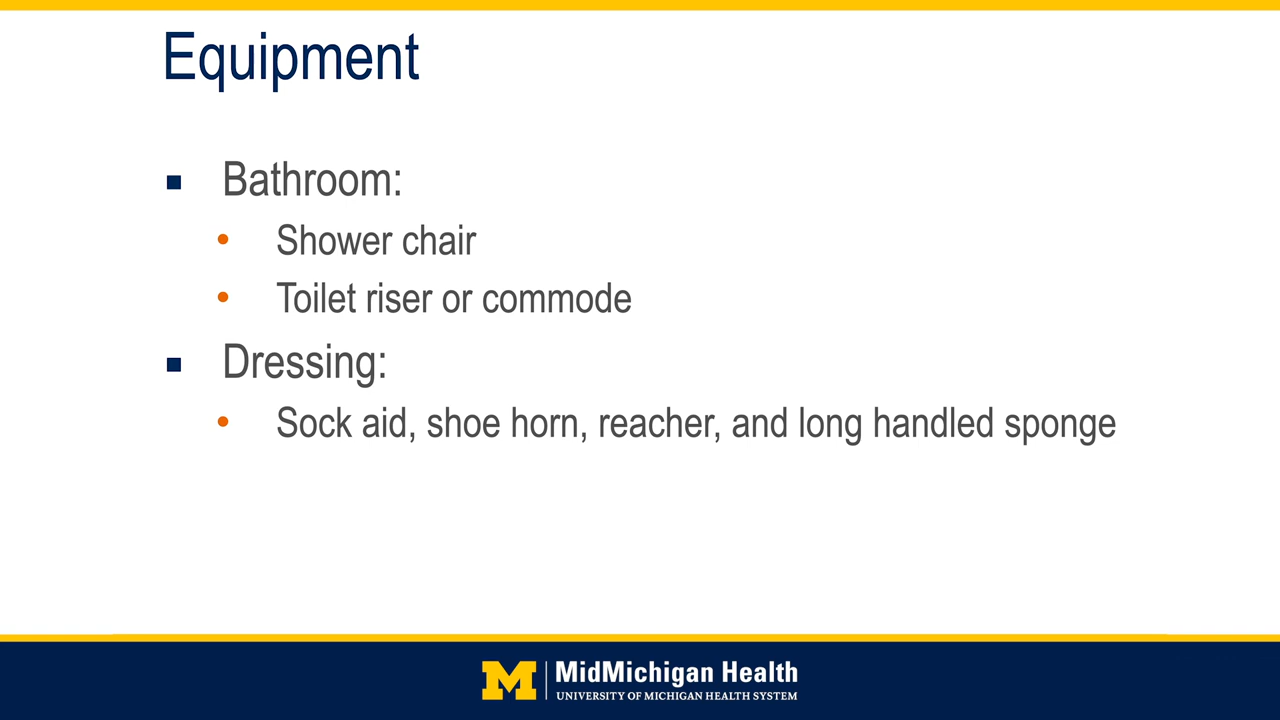 Equipment
Bathroom:
Shower chair
Toilet riser or commode
Dressing:
Sock aid, shoe horn, reacher, and long handled sponge
M MidMichigan Health
UNIVERSITY OF MICHIGAN HEALTH SYSTEM